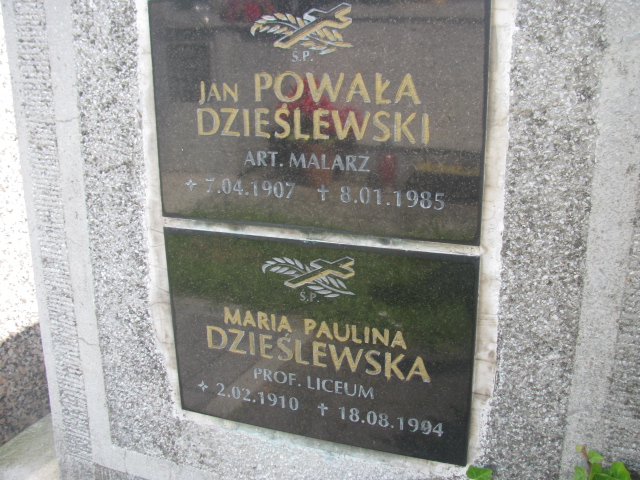 Ś.P.
JAN POWAŁA
DZIEŚLEWSKI
ART. MALARZ
✦ 7.04.1907 ✝ 8.01.1985
Ś.P.
MARIA PAULINA
DZIEŚLEWSKA
PROF. LICEUM
✦ 2.02.1910 ✝ 18.08.1994